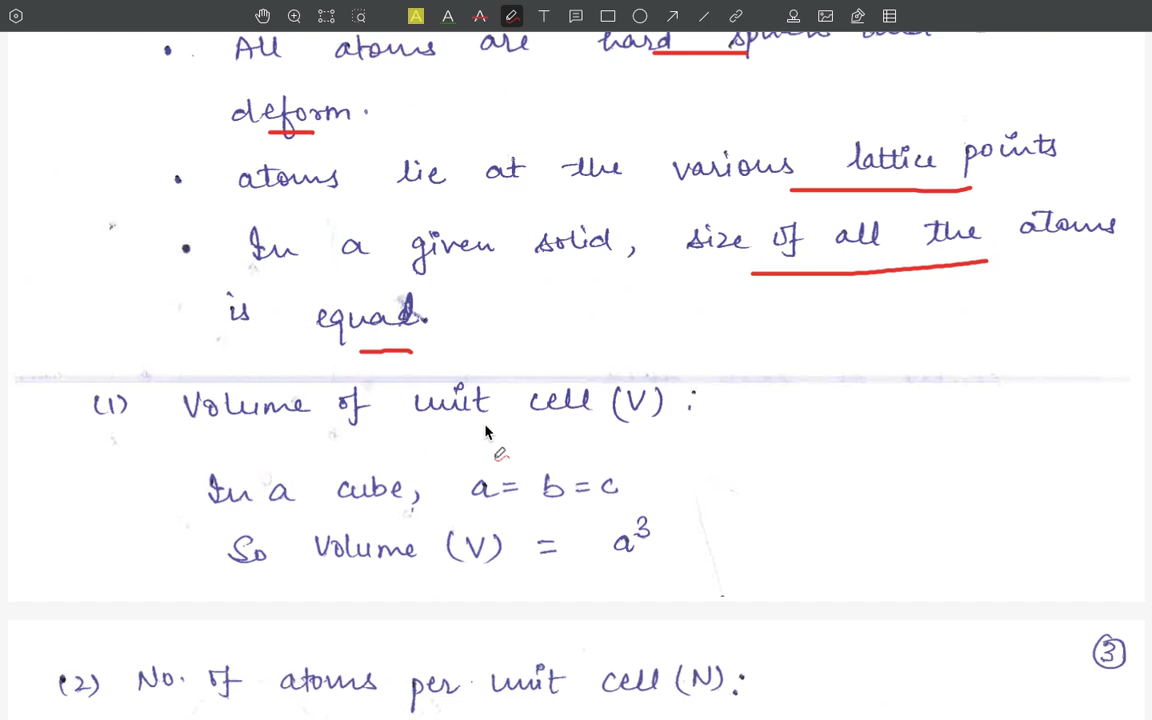 • All atoms are hard
deform.
• atoms lie at the various lattice points
• In a given solid, size of all the atoms
is equal.
(1) Volume of unit cell (V) :
In a cube, a = b = c
So Volume (V) = a³
3
(2) No. of atoms per unit cell (N) :